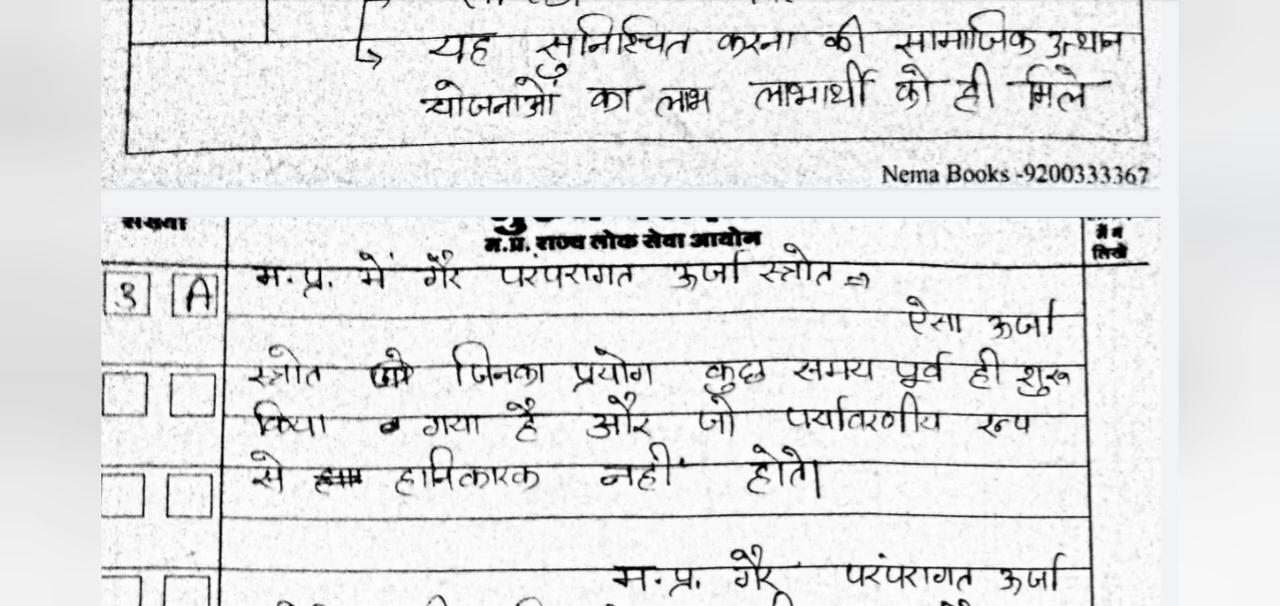 यह सुनिश्चित करना की सामाजिक उत्थान
योजनाओं का लाभ लाभार्थी को ही मिले
Nema Books -9200333367
संख्या
म.प्र. राज्य लोक सेवा आयोग
में न
लिखें
3 A म.प्र. में गैर परंपरागत ऊर्जा स्त्रोत ⇒
ऐसा ऊर्जा
स्त्रोत जिनका प्रयोग कुछ समय पूर्व ही शुरू
किया गया है और जो पर्यावरणीय रूप
से हानिकारक नहीं होते।
म.प्र. गैर परंपरागत ऊर्जा